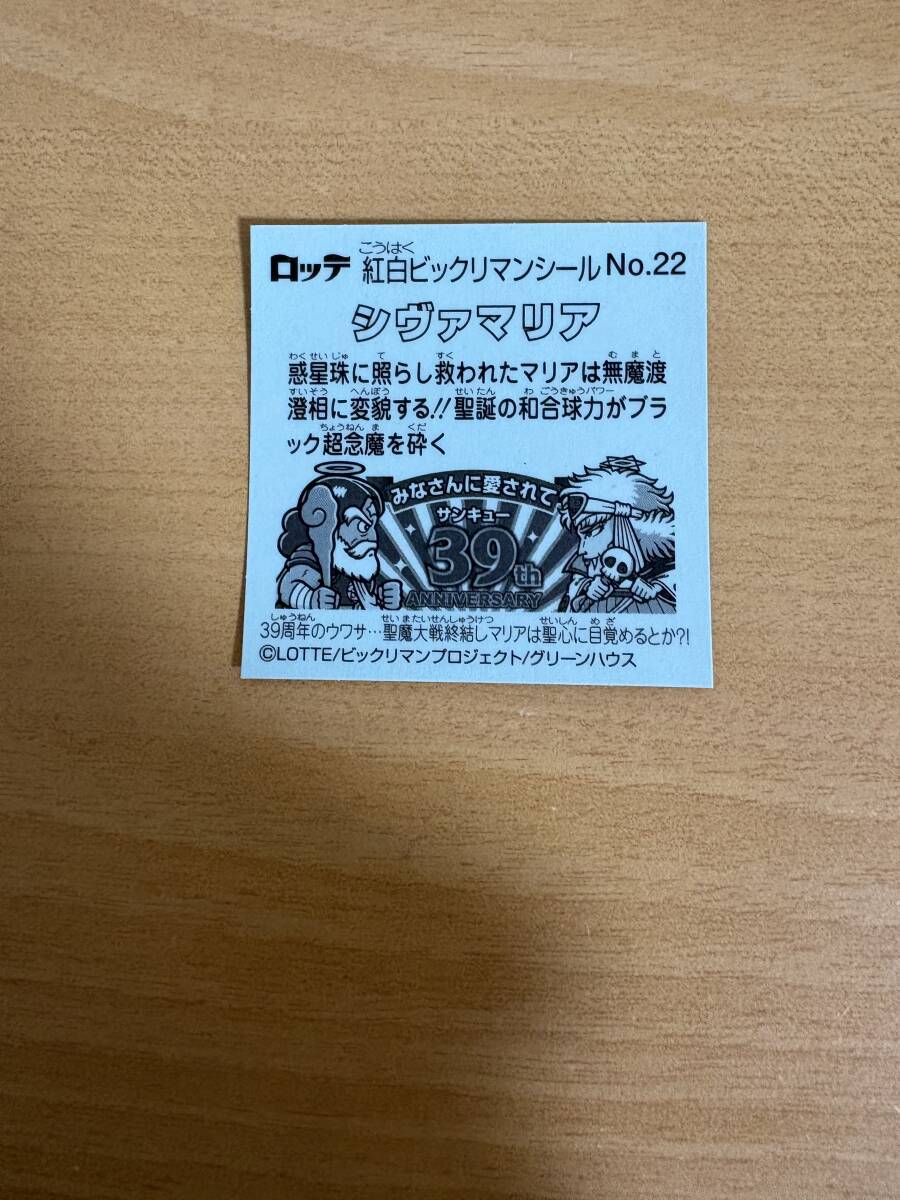 ロッテ 紅白ビックリマンシール No.22
こうはく
シヴァマリア
わくせいじゅ て すく むまと
惑星珠に照らし救われたマリアは無魔渡
すいそう へんぼう せいたん わ ごうきゅうパワー
澄相に変貌する!!聖誕の和合球力がブラ
ちょうねん ま くだ
ック超念魔を砕く
みなさんに愛されて
サンキュー
39th
ANNIVERSARY
しゅうねん せいまたいせんしゅうけつ せいしん めざ
39周年のウワサ…聖魔大戦終結しマリアは聖心に目覚めるとか?!
©LOTTE/ビックリマンプロジェクト/グリーンハウス